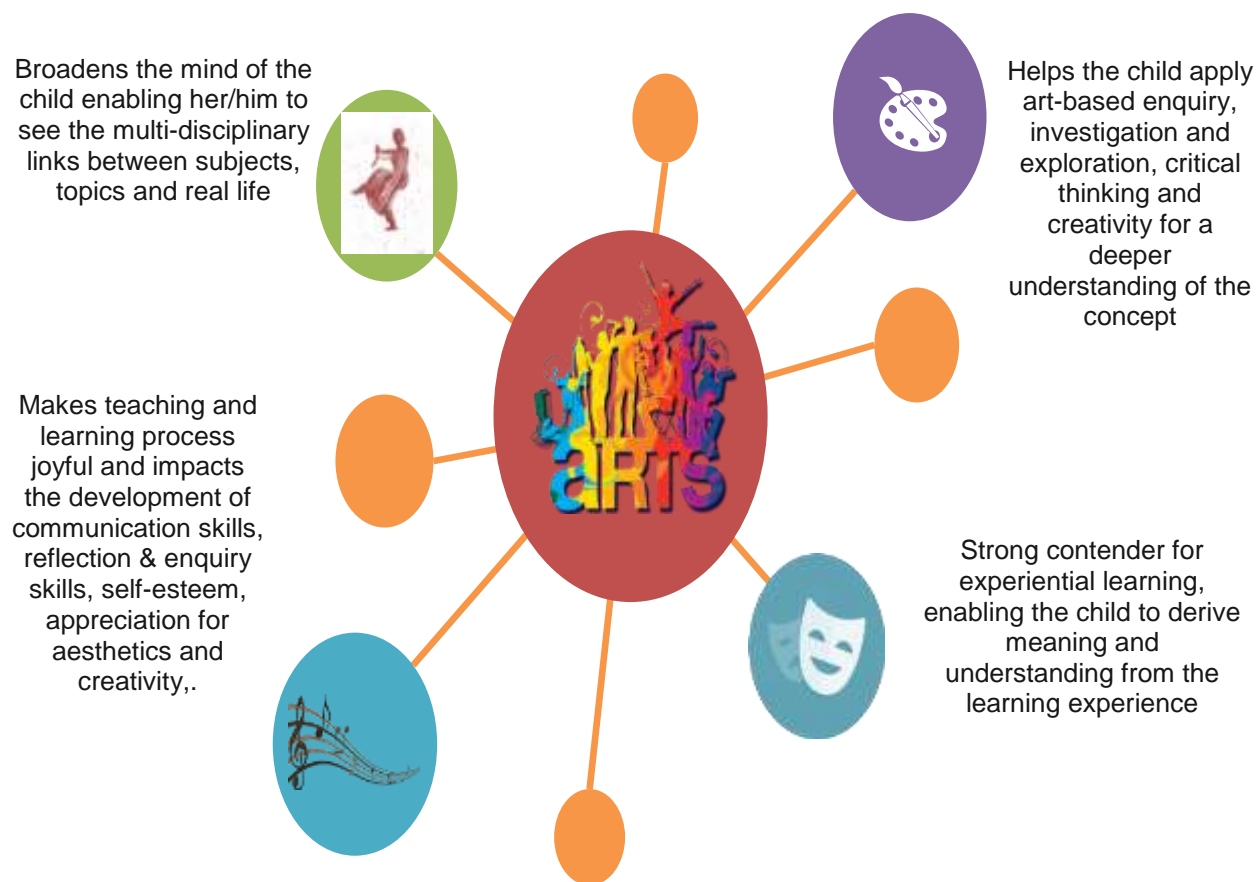 Broadens the mind of the
child enabling her/him to
see the multi-disciplinary
links between subjects,
topics and real life
Helps the child apply
art-based enquiry,
investigation and
exploration, critical
thinking and
creativity for a
deeper
understanding of the
concept
aRTS
Makes teaching and
learning process
joyful and impacts
the development of
communication skills,
reflection & enquiry
skills, self-esteem,
appreciation for
aesthetics and
creativity,.
Strong contender for
experiential learning,
enabling the child to derive
meaning and
understanding from the
learning experience